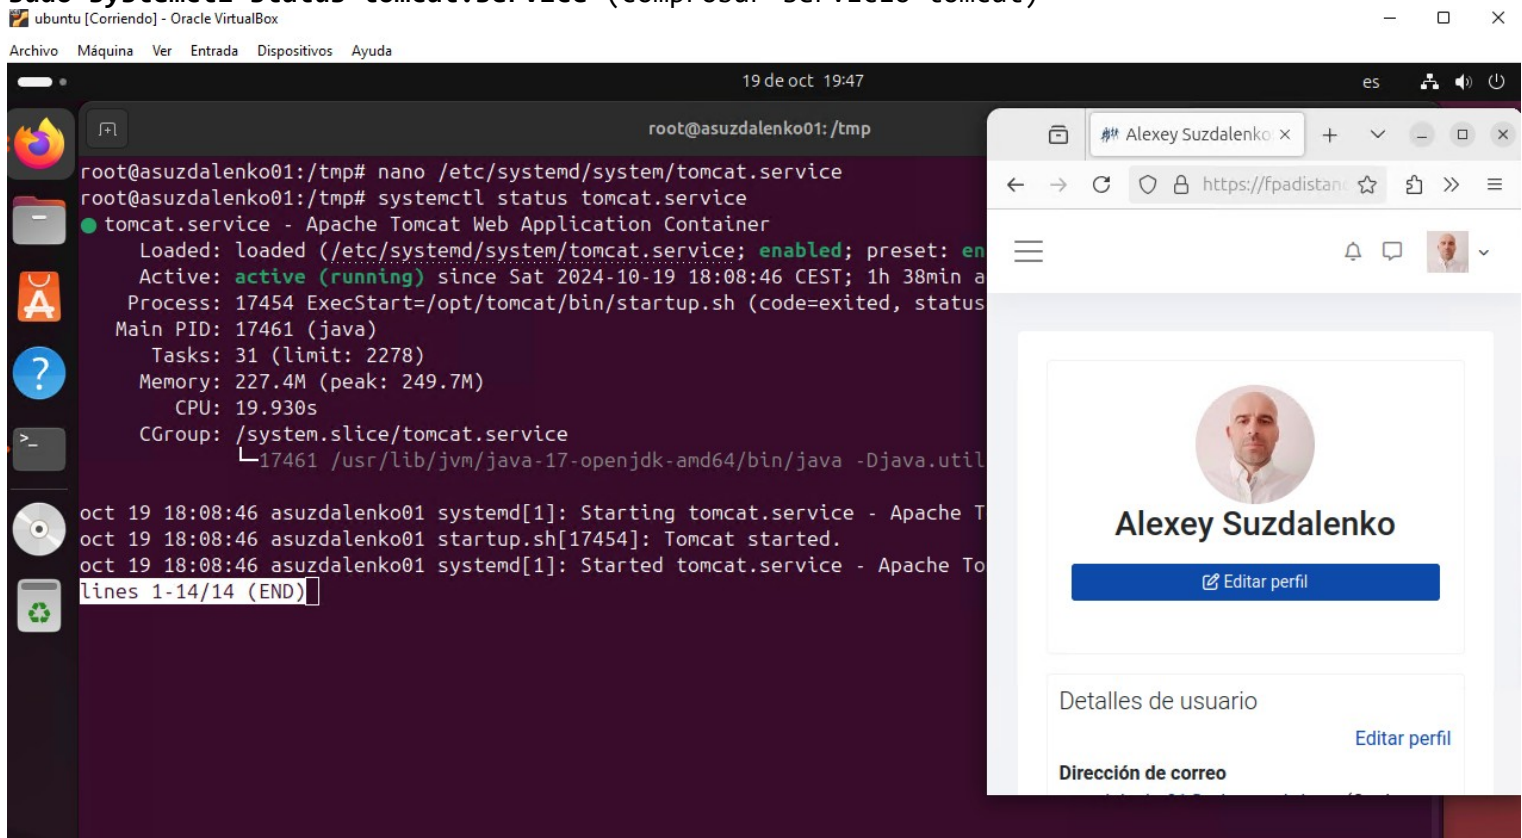 sudo systemctl status tomcat.service (comprobar servicio tomcat)
ubuntu [Corriendo] - Oracle VirtualBox
Archivo Máquina Ver Entrada Dispositivos Ayuda
19 de oct 19:47
es
root@asuzdalenko01: /tmp
Alexey Suzdalenko
https://fpadistan
root@asuzdalenko01:/tmp# nano /etc/systemd/system/tomcat.service
root@asuzdalenko01:/tmp# systemctl status tomcat.service
tomcat.service - Apache Tomcat Web Application Container
Loaded: loaded (/etc/systemd/system/tomcat.service; enabled; preset: en
Active: active (running) since Sat 2024-10-19 18:08:46 CEST; 1h 38min a
Process: 17454 ExecStart=/opt/tomcat/bin/startup.sh (code=exited, status
Main PID: 17461 (java)
Tasks: 31 (limit: 2278)
Memory: 227.4M (peak: 249.7M)
CPU: 19.930s
CGroup: /system.slice/tomcat.service
└─17461 /usr/lib/jvm/java-17-openjdk-amd64/bin/java -Djava.util
oct 19 18:08:46 asuzdalenko01 systemd[1]: Starting tomcat.service - Apache T
oct 19 18:08:46 asuzdalenko01 startup.sh[17454]: Tomcat started.
oct 19 18:08:46 asuzdalenko01 systemd[1]: Started tomcat.service - Apache To
lines 1-14/14 (END)
Alexey Suzdalenko
Editar perfil
Detalles de usuario
Editar perfil
Dirección de correo